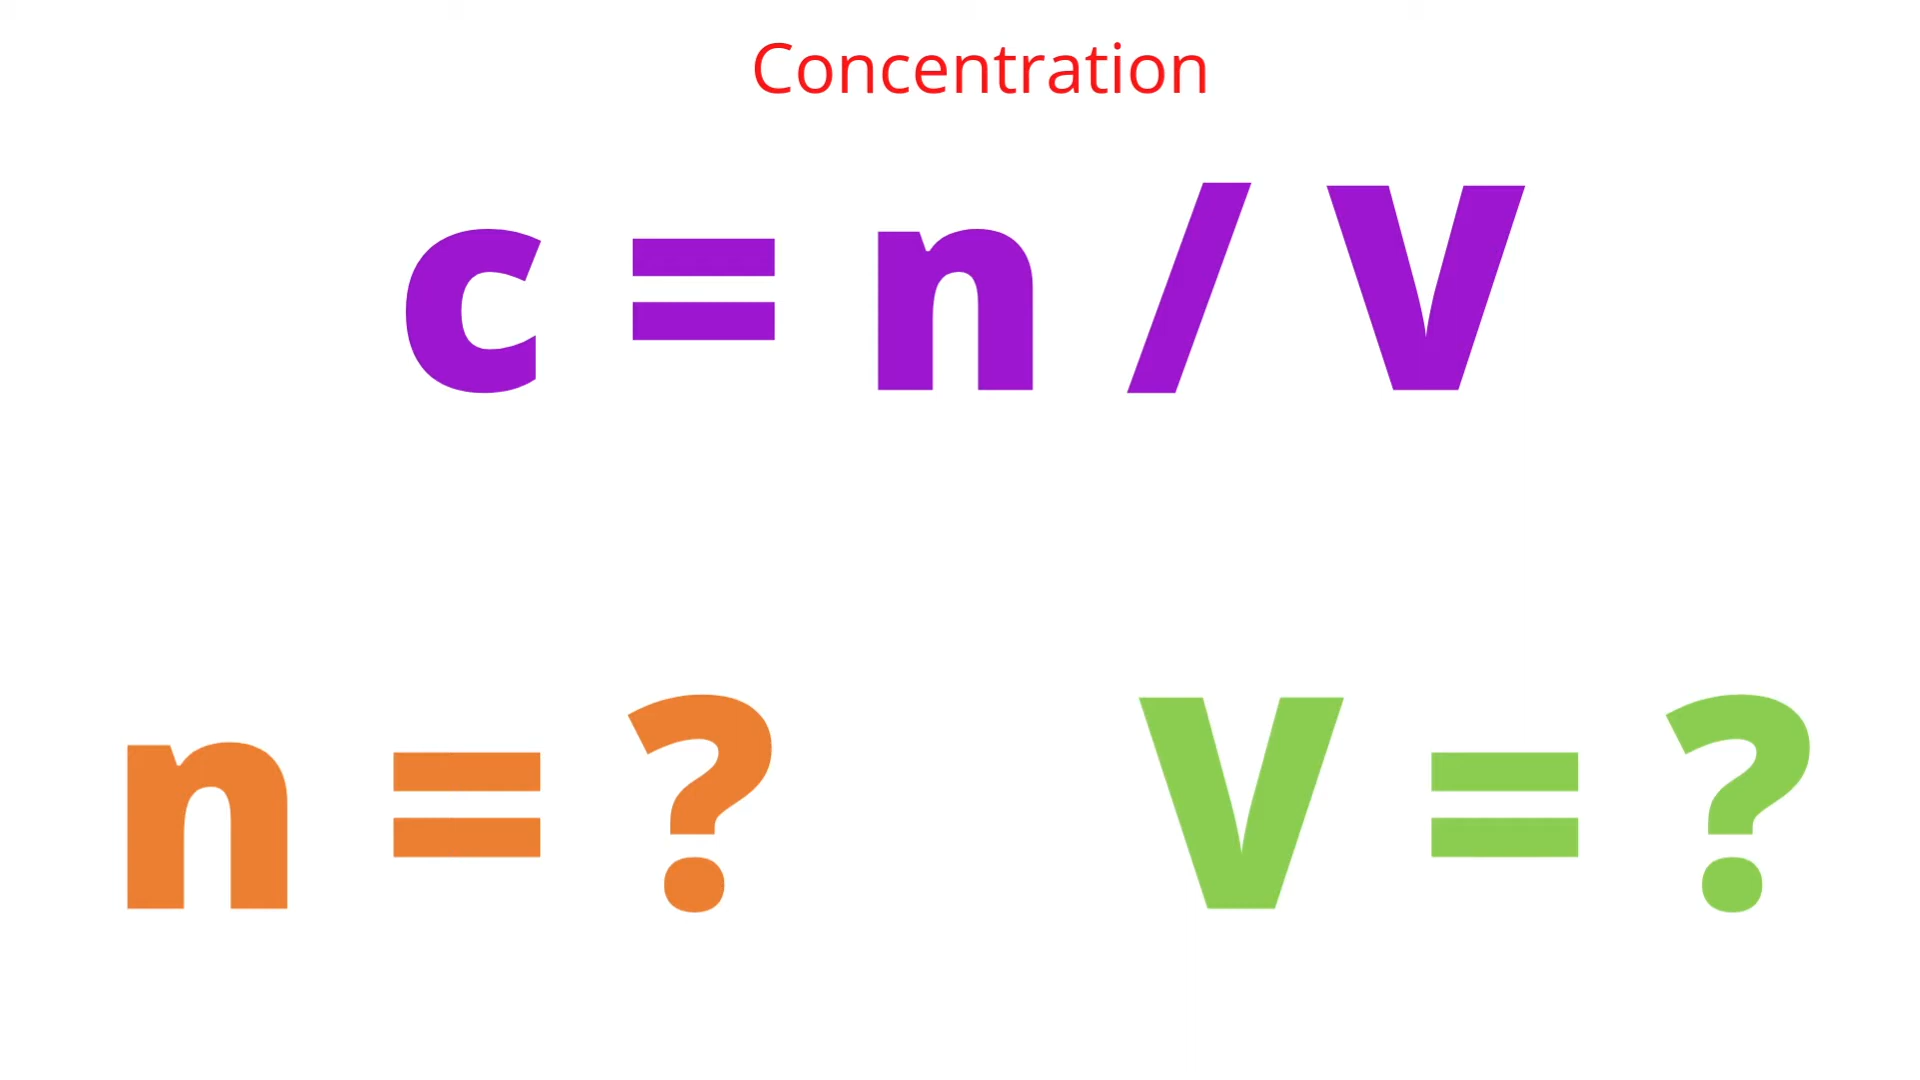 Concentration
c = n / V
n = ?
V = ?